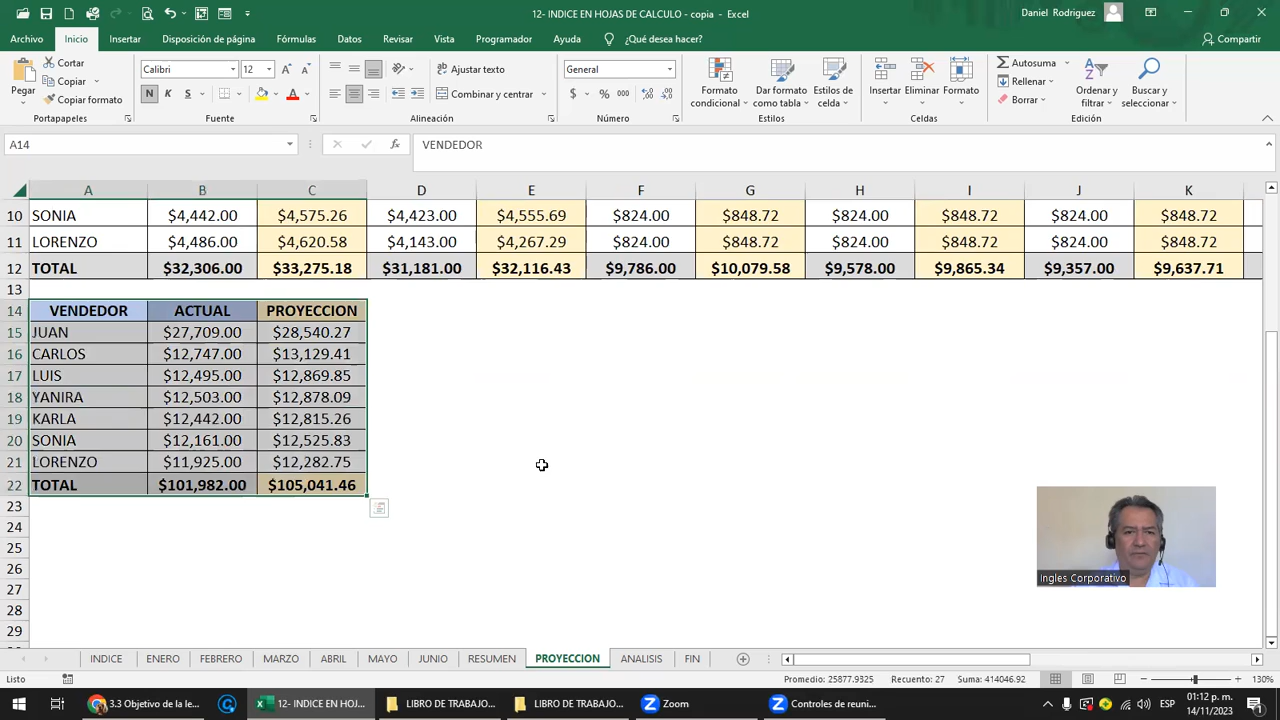 12- INDICE EN HOJAS DE CALCULO - copia - Excel
Daniel Rodriguez
Archivo Inicio Insertar Disposición de página Fórmulas Datos Revisar Vista Programador Ayuda ¿Qué desea hacer? Compartir
Pegar
Cortar
Copiar
Copiar formato
Portapapeles
Calibri 12
N K S
Fuente
Ajustar texto
Combinar y centrar
Alineación
General
$ % 000
Número
Formato condicional
Dar formato como tabla
Estilos de celda
Estilos
Insertar Eliminar Formato
Celdas
Autosuma
Rellenar
Borrar
Ordenar y filtrar
Buscar y seleccionar
Edición
A14 fx VENDEDOR
A B C D E F G H I J K
10 SONIA $4,442.00 $4,575.26 $4,423.00 $4,555.69 $824.00 $848.72 $824.00 $848.72 $824.00 $848.72
11 LORENZO $4,486.00 $4,620.58 $4,143.00 $4,267.29 $824.00 $848.72 $824.00 $848.72 $824.00 $848.72
12 TOTAL $32,306.00 $33,275.18 $31,181.00 $32,116.43 $9,786.00 $10,079.58 $9,578.00 $9,865.34 $9,357.00 $9,637.71
13
14 VENDEDOR ACTUAL PROYECCION
15 JUAN $27,709.00 $28,540.27
16 CARLOS $12,747.00 $13,129.41
17 LUIS $12,495.00 $12,869.85
18 YANIRA $12,503.00 $12,878.09
19 KARLA $12,442.00 $12,815.26
20 SONIA $12,161.00 $12,525.83
21 LORENZO $11,925.00 $12,282.75
22 TOTAL $101,982.00 $105,041.46
23
24
25
26
27
28
29
Ingles Corporativo
INDICE ENERO FEBRERO MARZO ABRIL MAYO JUNIO RESUMEN PROYECCION ANALISIS FIN
Listo
Promedio: 25877.9325 Recuento: 27 Suma: 414046.92 130%
3.3 Objetivo de la le... 12- INDICE EN HOJ... LIBRO DE TRABAJO... LIBRO DE TRABAJO... Zoom Controles de reuni...
ESP
01:12 p. m.
14/11/2023